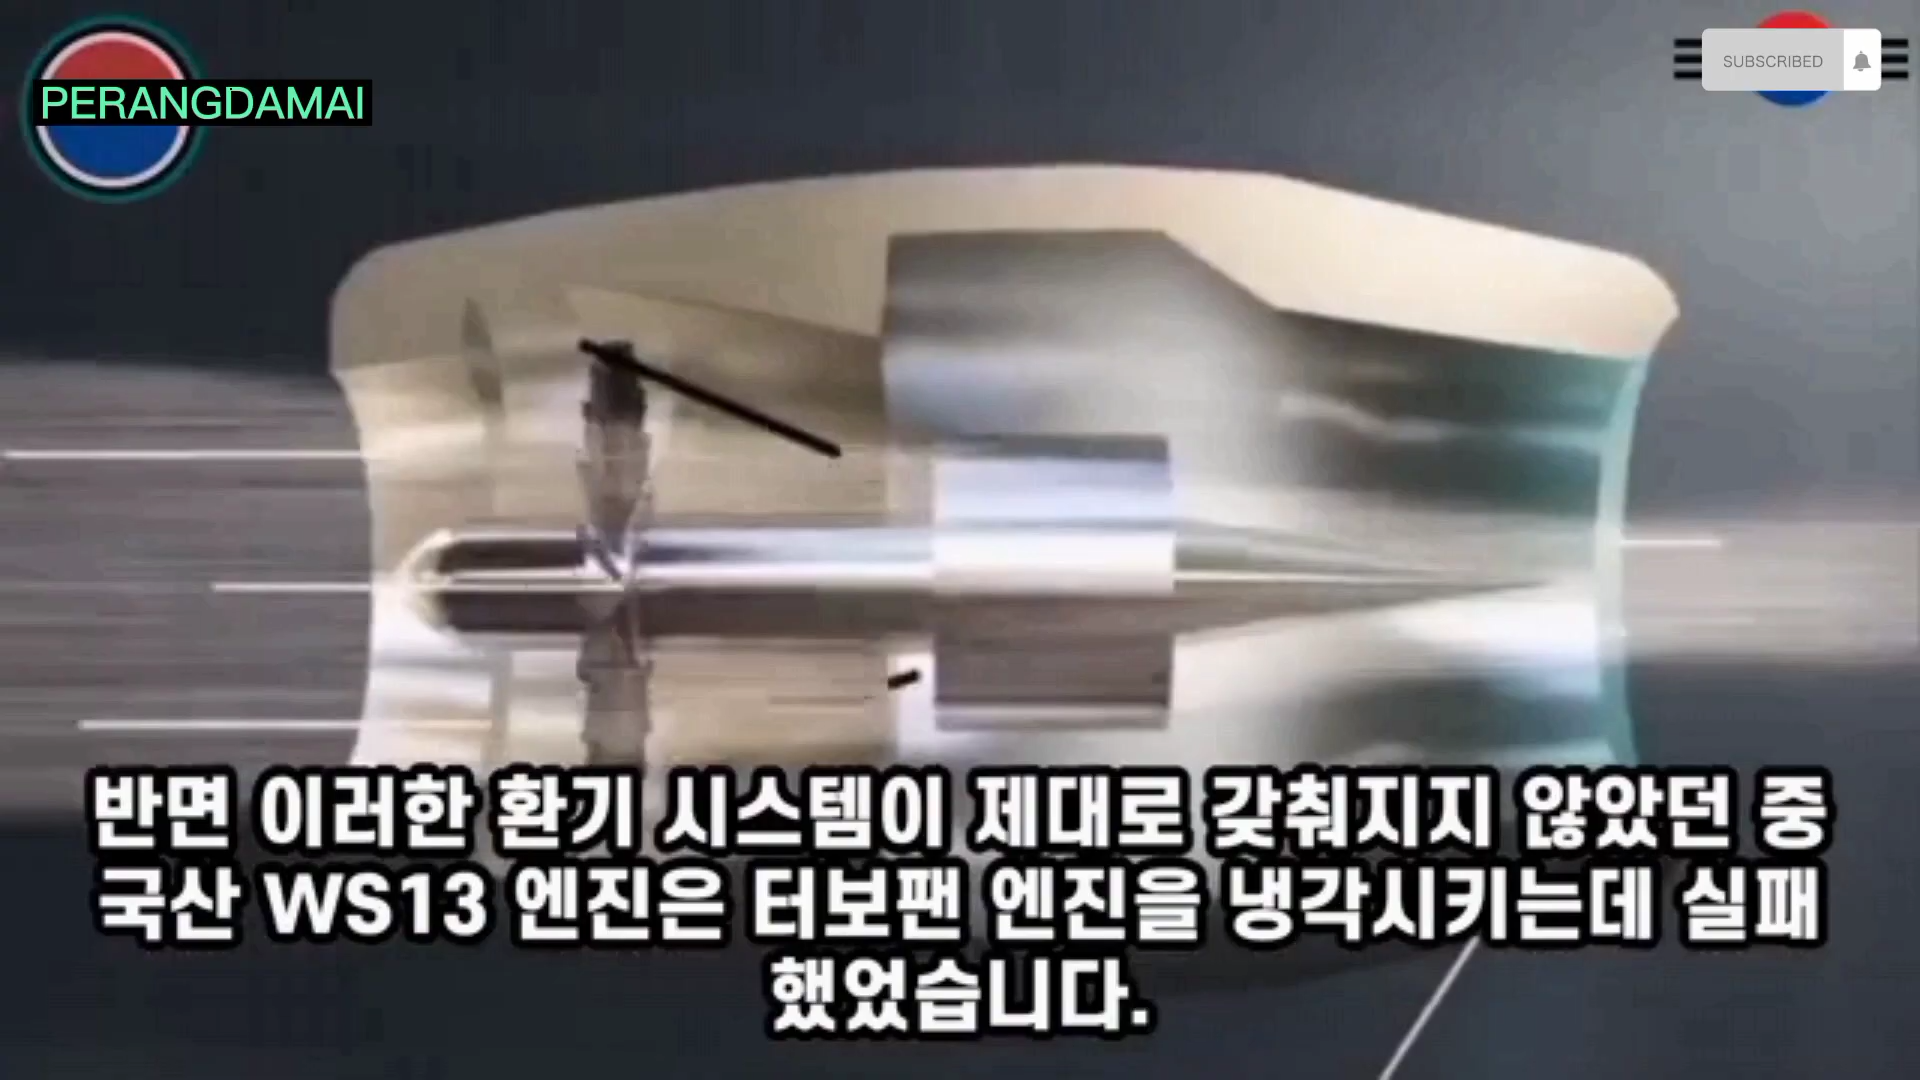 PERANGDAMAI
SUBSCRIBED
반면 이러한 환기 시스템이 제대로 갖춰지지 않았던 중
국산 WS13 엔진은 터보팬 엔진을 냉각시키는데 실패
했었습니다.